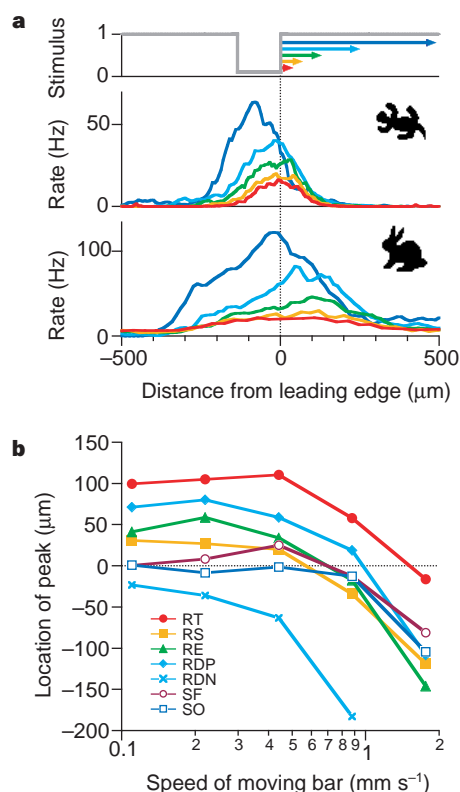 a
Stimulus
1
0
Rate (Hz)
50
0
Rate (Hz)
100
0
−500 0 500
Distance from leading edge (μm)
b
Location of peak (μm)
150
100
50
0
−50
−100
−150
−200
RT
RS
RE
RDP
RDN
SF
SO
0.1 2 3 4 5 6 7 8 9 1 2
Speed of moving bar (mm s⁻¹)